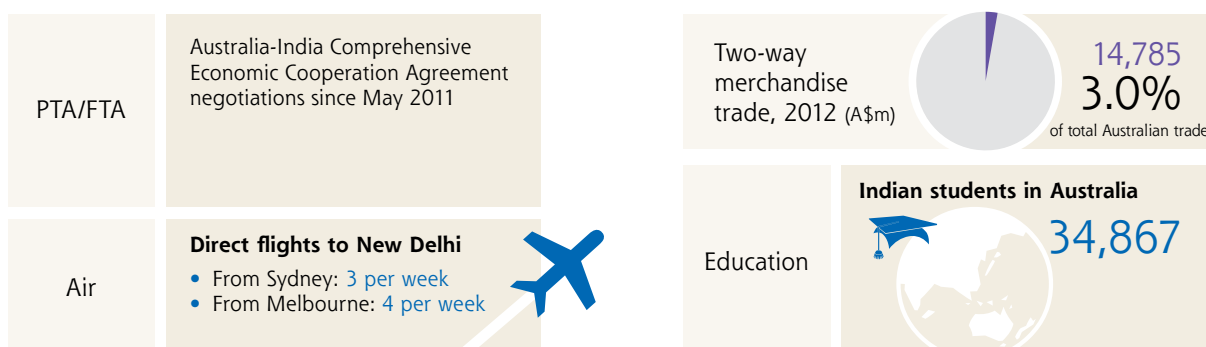 PTA/FTA
Australia-India Comprehensive
Economic Cooperation Agreement
negotiations since May 2011
Air
Direct flights to New Delhi
• From Sydney: 3 per week
• From Melbourne: 4 per week
Two-way
merchandise
trade, 2012 (A$m)
14,785
3.0%
of total Australian trade
Education
Indian students in Australia
34,867